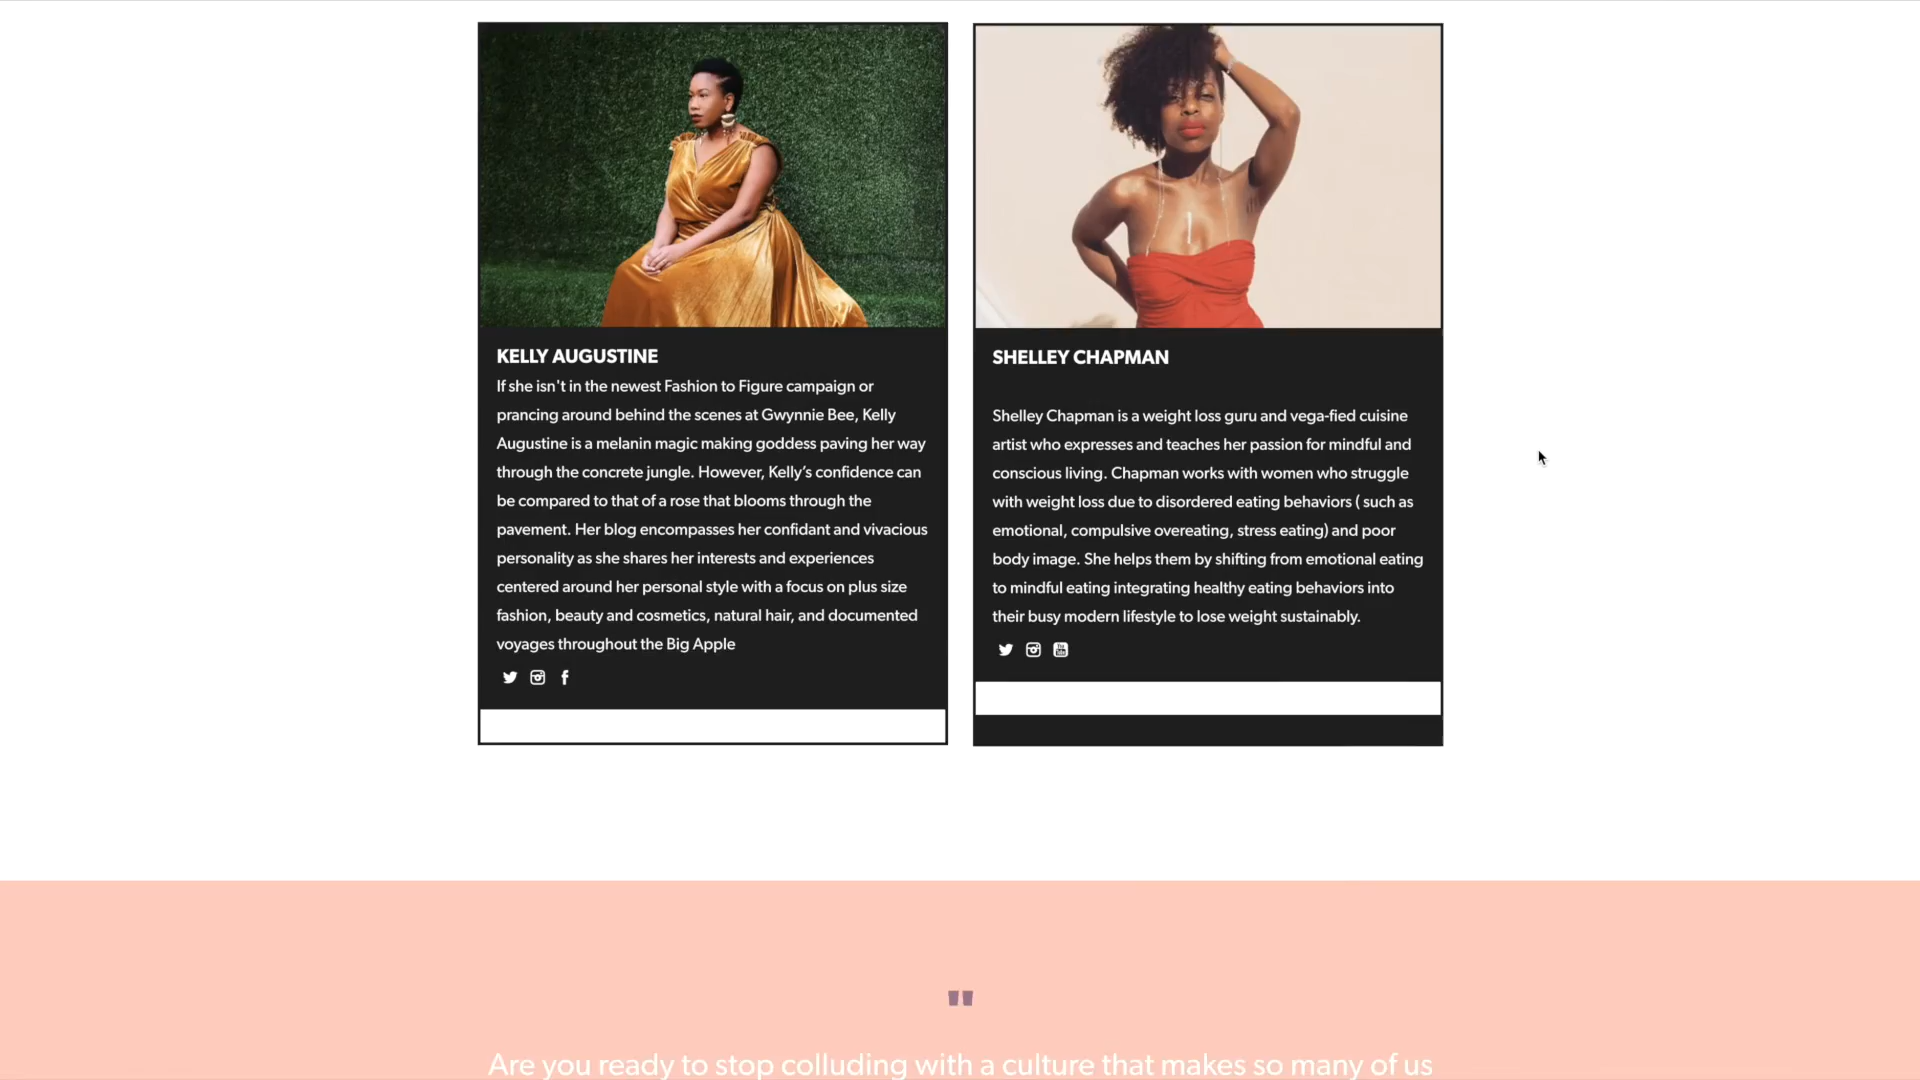 KELLY AUGUSTINE
If she isn't in the newest Fashion to Figure campaign or
prancing around behind the scenes at Gwynnie Bee, Kelly
Augustine is a melanin magic making goddess paving her way
through the concrete jungle. However, Kelly’s confidence can
be compared to that of a rose that blooms through the
pavement. Her blog encompasses her confidant and vivacious
personality as she shares her interests and experiences
centered around her personal style with a focus on plus size
fashion, beauty and cosmetics, natural hair, and documented
voyages throughout the Big Apple
SHELLEY CHAPMAN
Shelley Chapman is a weight loss guru and vega-fied cuisine
artist who expresses and teaches her passion for mindful and
conscious living. Chapman works with women who struggle
with weight loss due to disordered eating behaviors ( such as
emotional, compulsive overeating, stress eating) and poor
body image. She helps them by shifting from emotional eating
to mindful eating integrating healthy eating behaviors into
their busy modern lifestyle to lose weight sustainably.
"
Are you ready to stop colluding with a culture that makes so many of us